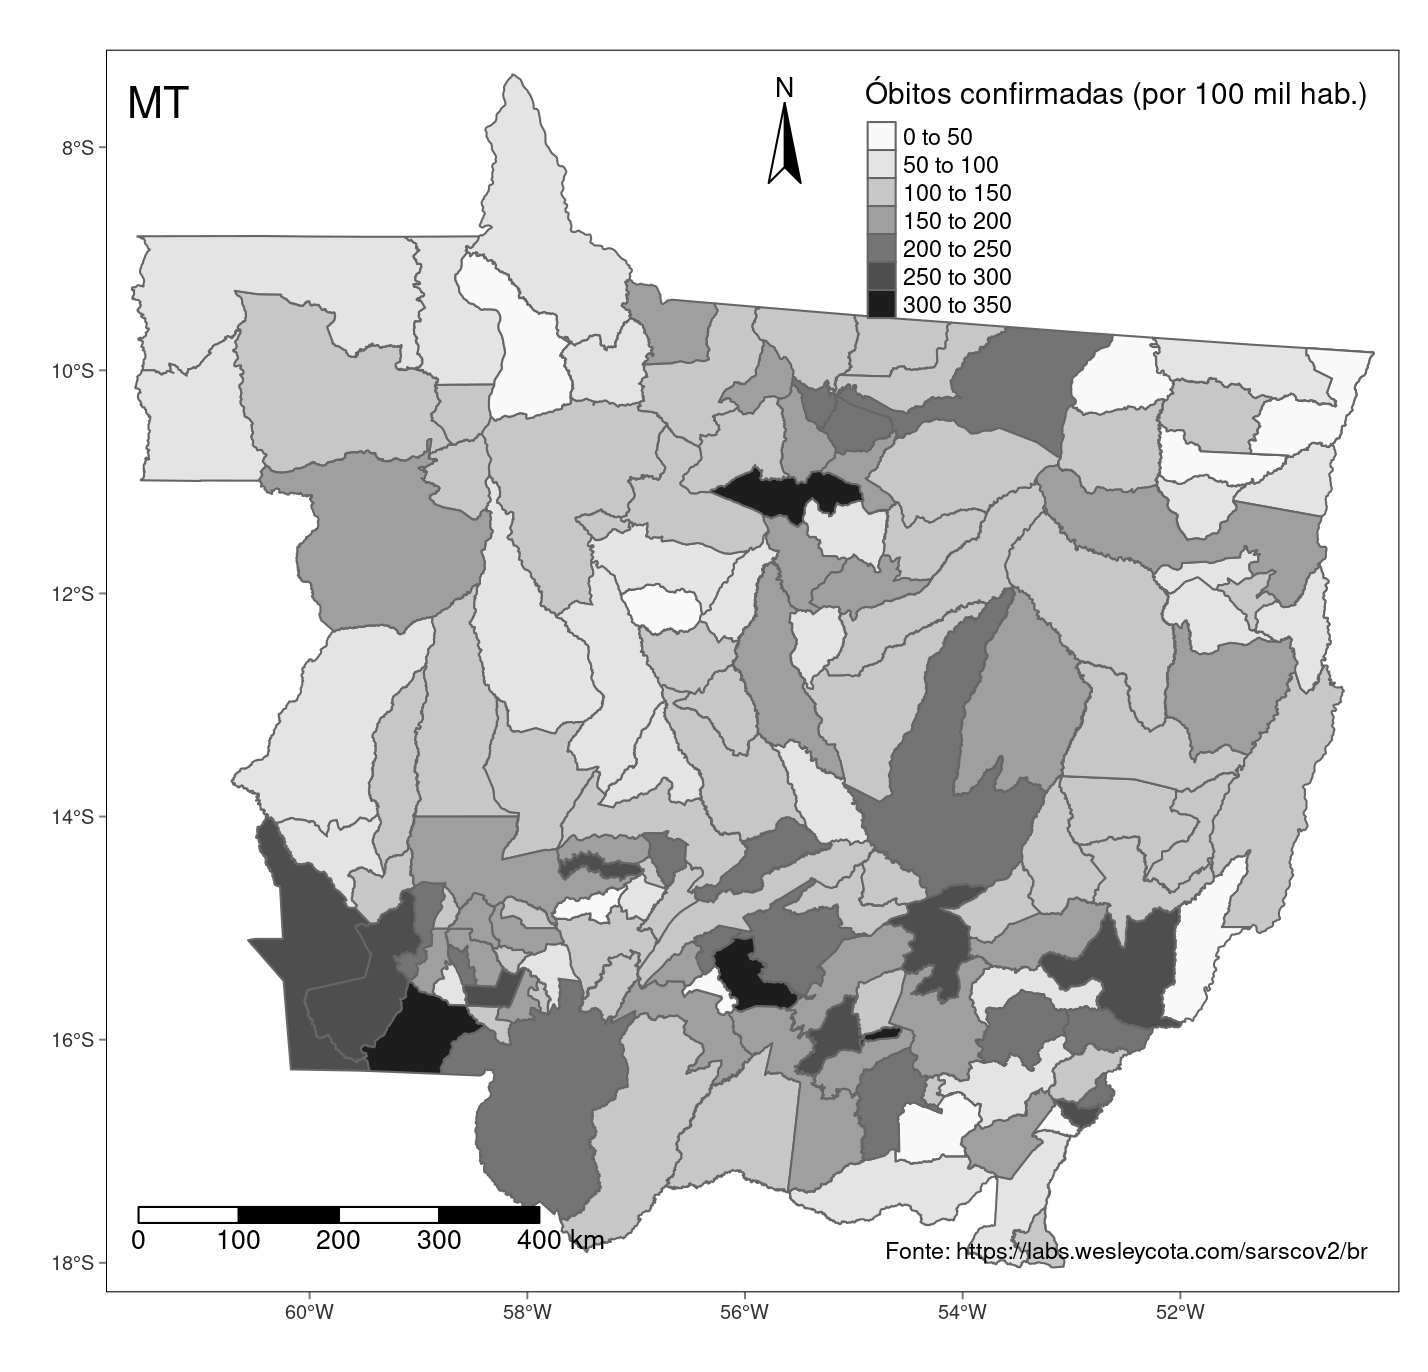 MT
N
Óbitos confirmadas (por 100 mil hab.)
0 to 50
50 to 100
100 to 150
150 to 200
200 to 250
250 to 300
300 to 350
8°S
10°S
12°S
14°S
16°S
18°S
0 100 200 300 400 km
Fonte: https://labs.wesleycota.com/sarscov2/br
60°W 58°W 56°W 54°W 52°W